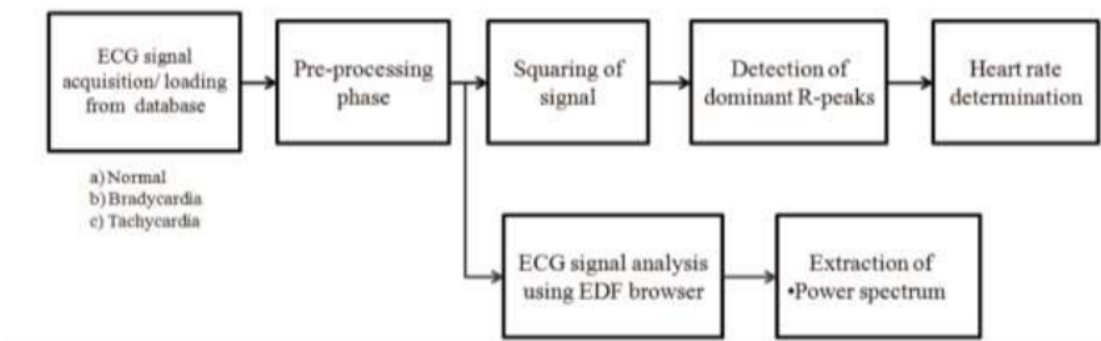 ECG signal
acquisition/ loading
from database
a) Normal
b) Bradycardia
c) Tachycardia
Pre-processing
phase
Squaring of
signal
Detection of
dominant R-peaks
Heart rate
determination
ECG signal analysis
using EDF browser
Extraction of
•Power spectrum